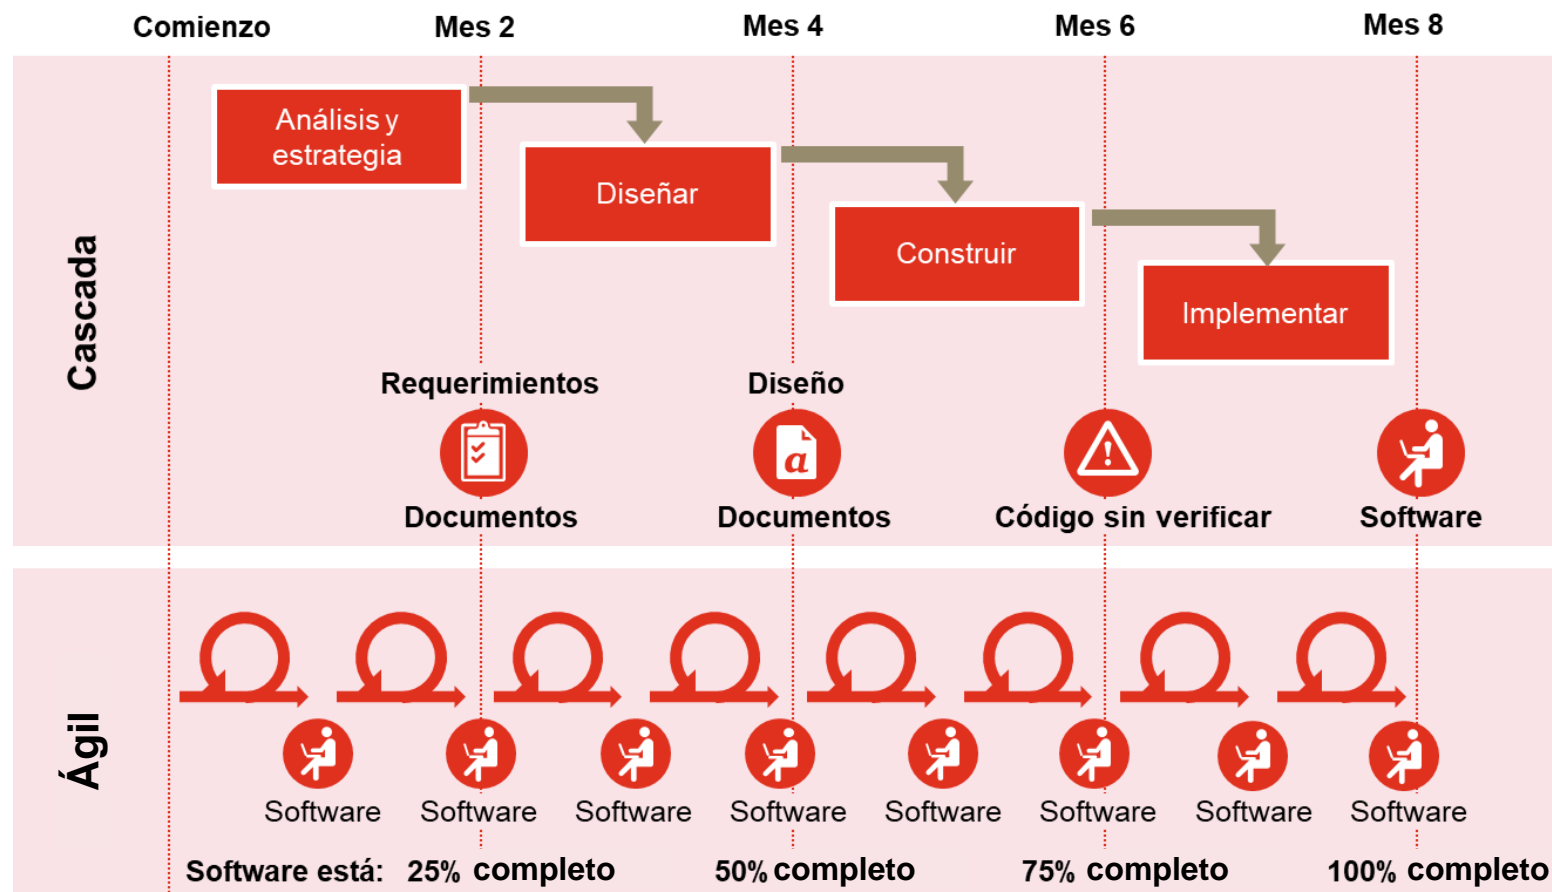 Comienzo Mes 2 Mes 4 Mes 6 Mes 8
Cascada
Análisis y
estrategia
Diseñar
Construir
Implementar
Requerimientos
Documentos
Diseño
a
Documentos
Código sin verificar
Software
Ágil
Software Software Software Software Software Software Software Software
Software está: 25% completo 50% completo 75% completo 100% completo